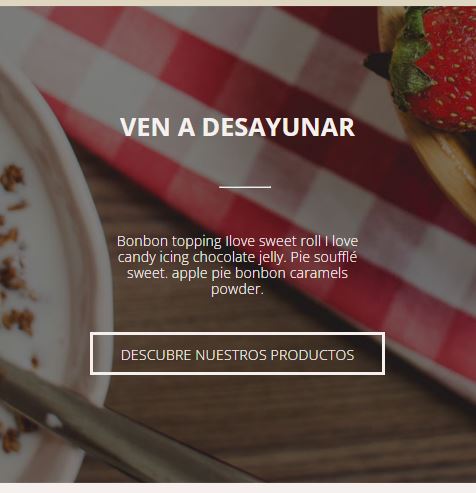 VEN A DESAYUNAR
Bonbon topping Ilove sweet roll I love
candy icing chocolate jelly. Pie soufflé
sweet. apple pie bonbon caramels
powder.
DESCUBRE NUESTROS PRODUCTOS